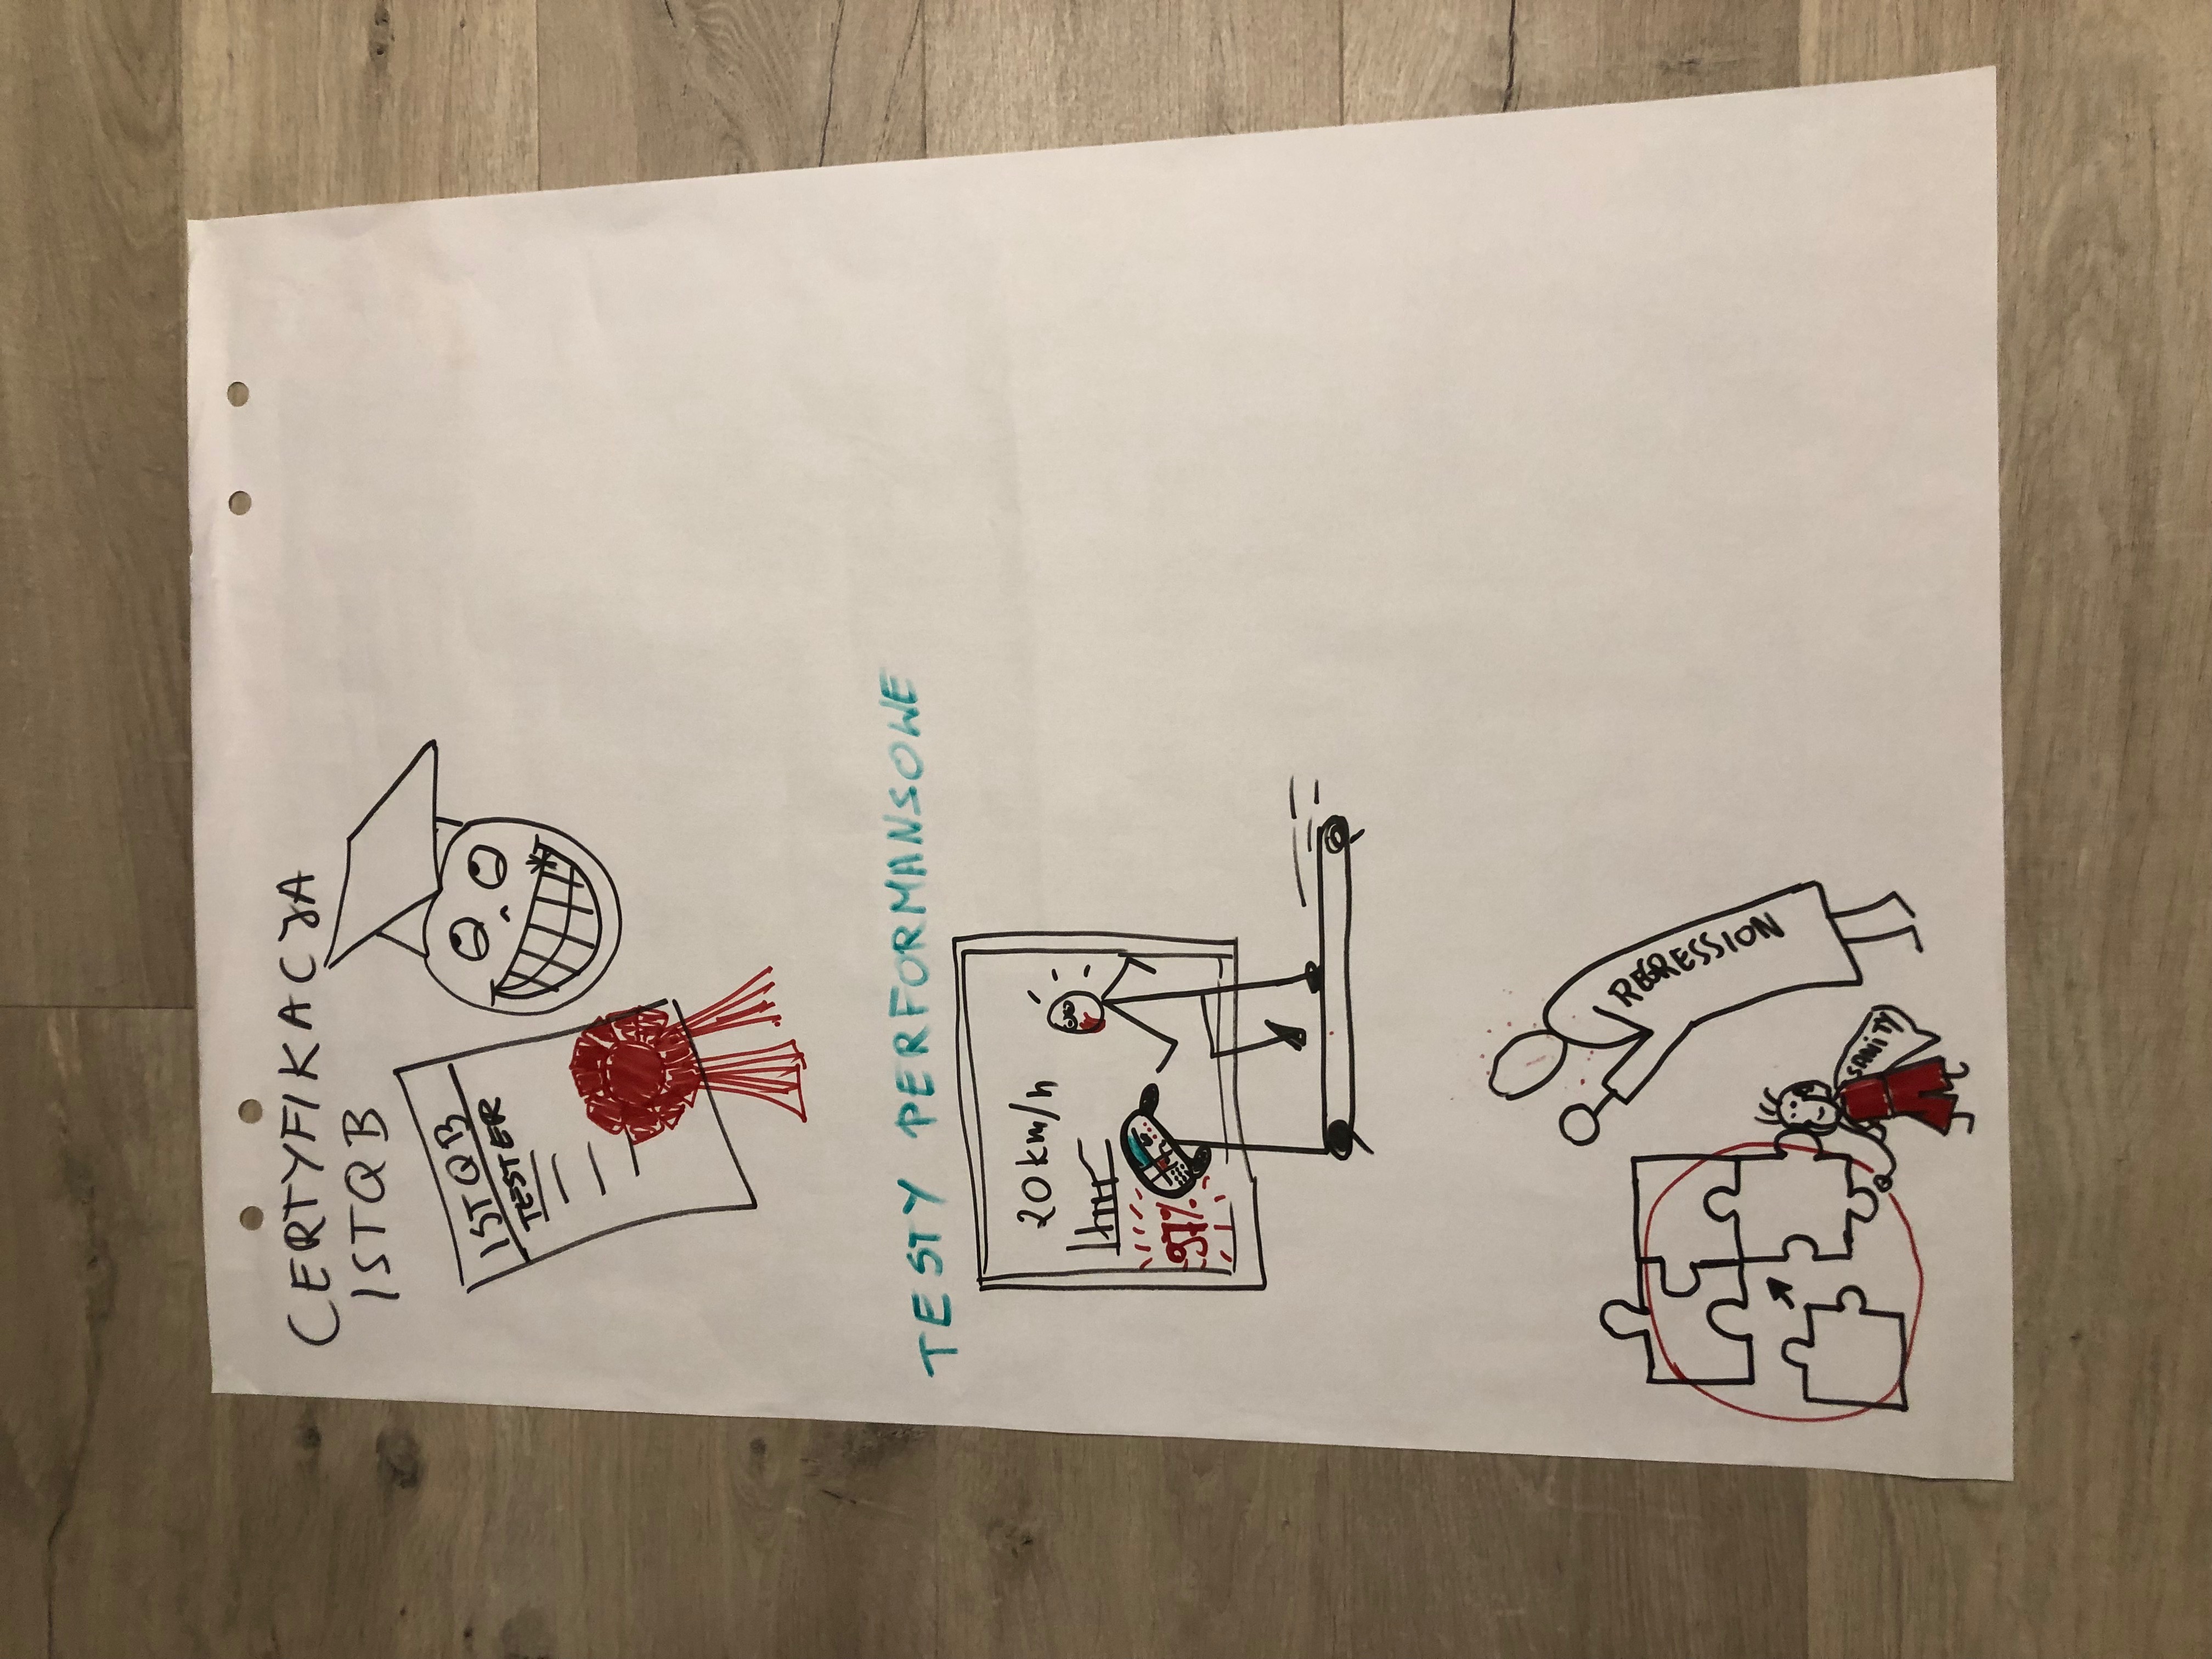 CERTYFIKACJA
ISTQB
ISTQB
TESTER
TESTY PERFORMANSOWE
20 km/h
97%
REGRESSION
SANITY